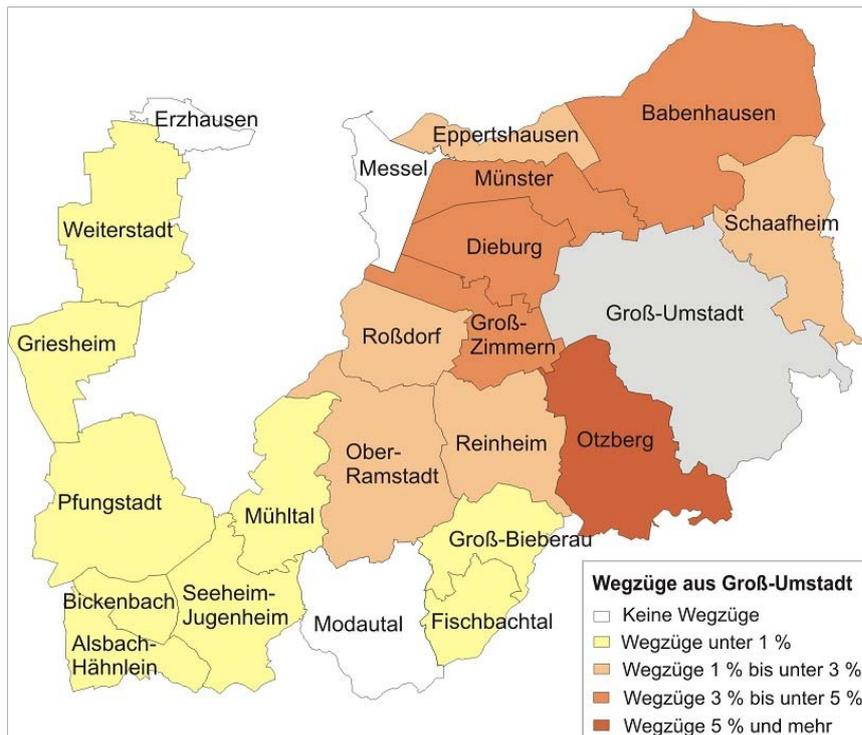 Erzhausen
Babenhausen
Eppertshausen
Messel
Münster
Weiterstadt
Schaafheim
Dieburg
Groß-Umstadt
Griesheim
Roßdorf
Groß-
Zimmern
Otzberg
Reinheim
Ober-
Ramstadt
Pfungstadt
Mühltal
Groß-Bieberau
Bickenbach
Seeheim-
Jugenheim
Modautal
Fischbachtal
Alsbach-
Hähnlein
Wegzüge aus Groß-Umstadt
Keine Wegzüge
Wegzüge unter 1 %
Wegzüge 1 % bis unter 3 %
Wegzüge 3 % bis unter 5 %
Wegzüge 5 % und mehr